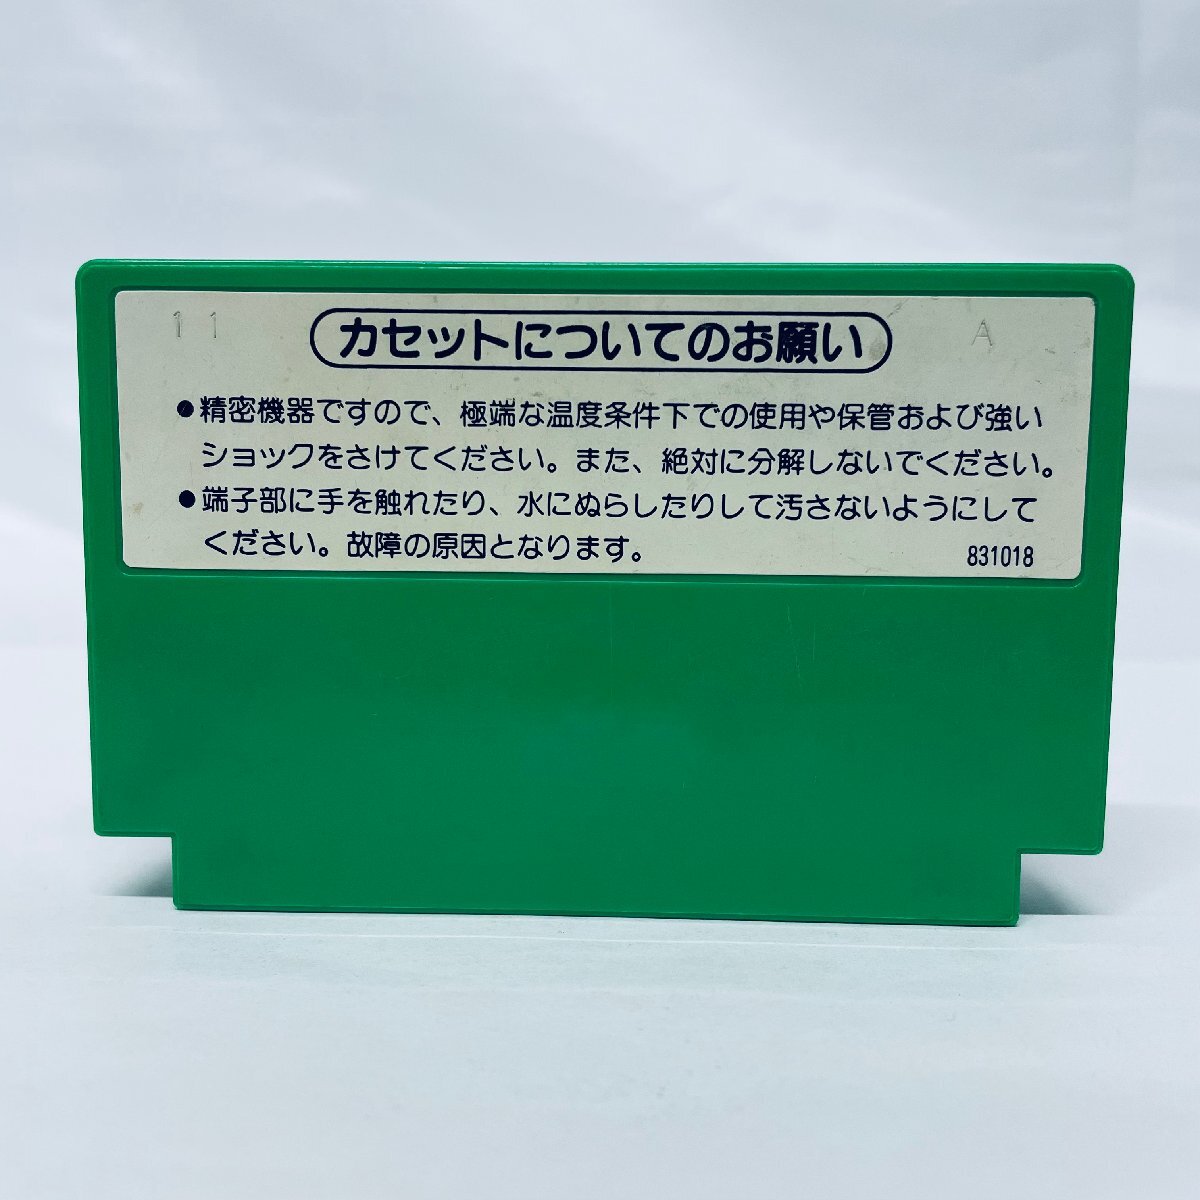 11 A
カセットについてのお願い
●精密機器ですので、極端な温度条件下での使用や保管および強い
ショックをさけてください。また、絶対に分解しないでください。
●端子部に手を触れたり、水にぬらしたりして汚さないようにして
ください。故障の原因となります。 831018